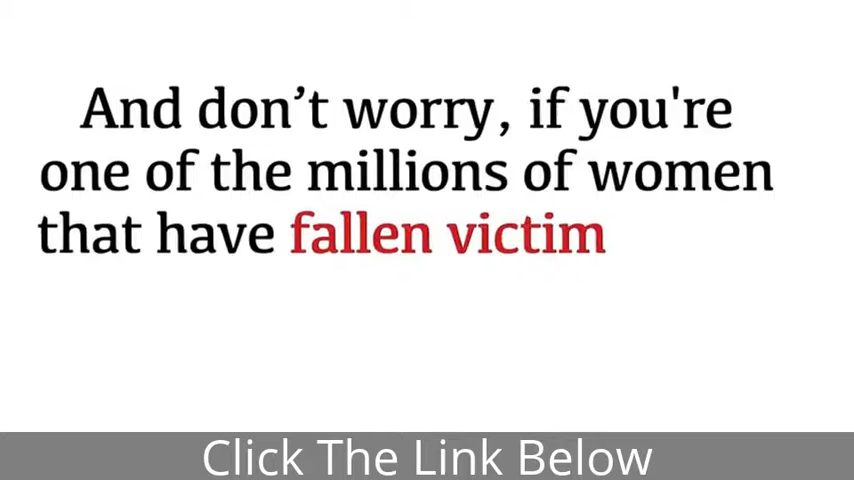 And don’t worry, if you're
one of the millions of women
that have fallen victim
Click The Link Below